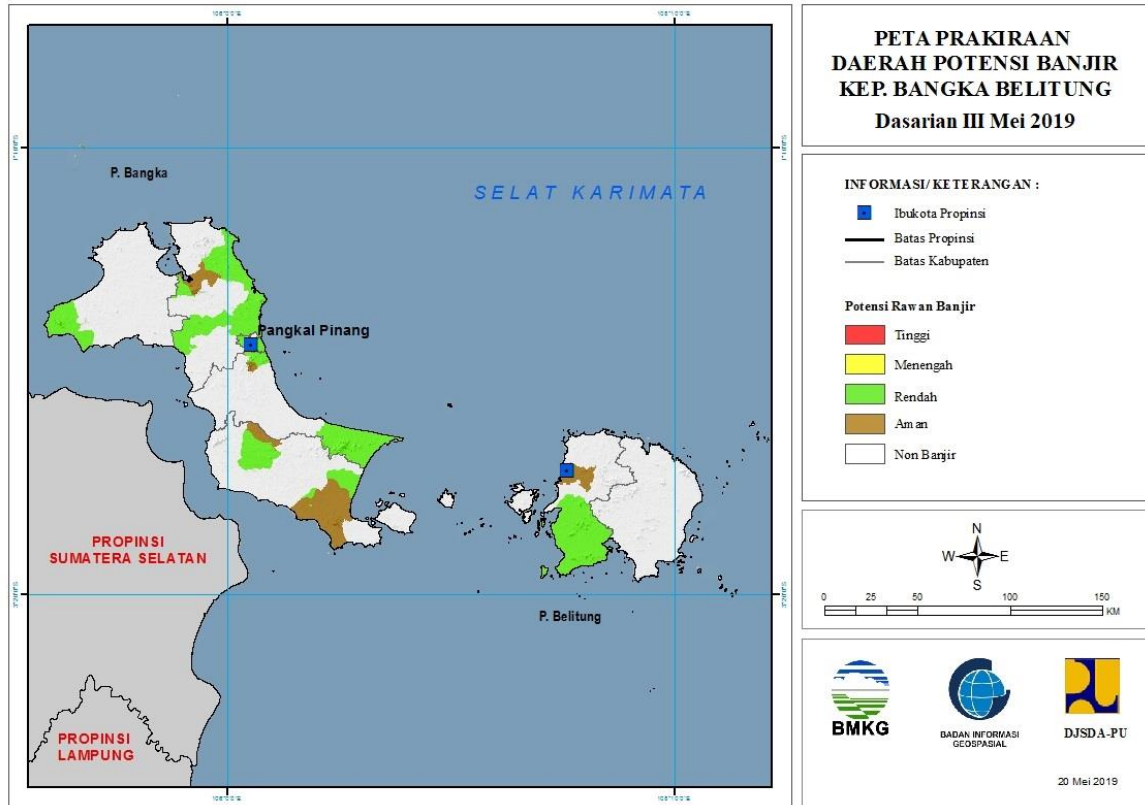 PETA PRAKIRAAN
DAERAH POTENSI BANJIR
KEP. BANGKA BELITUNG
Dasarian III Mei 2019
P. Bangka
SELAT KARIMATA
Pangkal Pinang
PROPINSI
SUMATERA SELATAN
P. Belitung
PROPINSI
LAMPUNG
INFORMASI/ KETERANGAN :
Ibukota Propinsi
Batas Propinsi
Batas Kabupaten
Potensi Rawan Banjir
Tinggi
Menengah
Rendah
Aman
Non Banjir
N
W E
S
0 25 50 100 150
KM
BMKG
BADAN INFORMASI
GEOSPASIAL
DJSDA-PU
20 Mei 2019